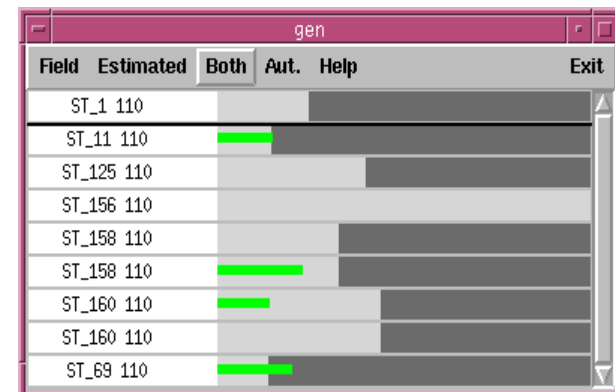 gen
Field Estimated Both Aut. Help Exit
ST_1 110
ST_11 110
ST_125 110
ST_156 110
ST_158 110
ST_158 110
ST_160 110
ST_160 110
ST_69 110